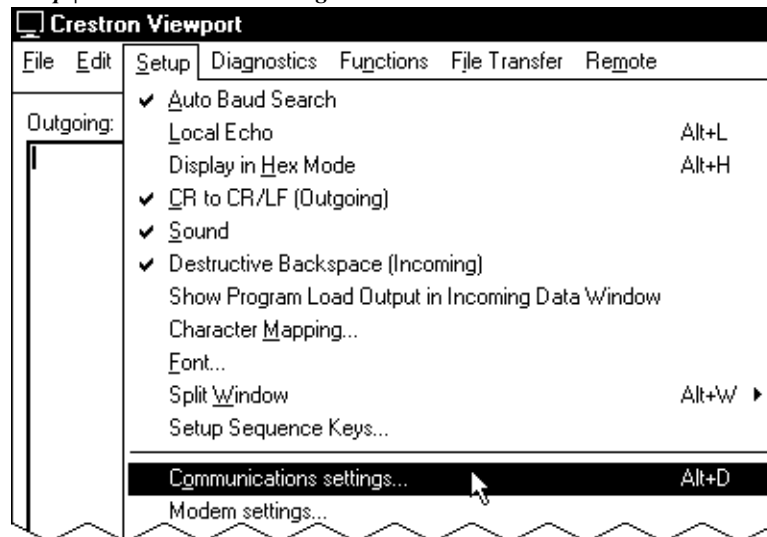 Crestron Viewport
File Edit Setup Diagnostics Functions File Transfer Remote
Outgoing:
✔ Auto Baud Search
Local Echo Alt+L
Display in Hex Mode Alt+H
✔ CR to CR/LF (Outgoing)
✔ Sound
✔ Destructive Backspace (Incoming)
Show Program Load Output in Incoming Data Window
Character Mapping...
Font...
Split Window Alt+W
Setup Sequence Keys...
Communications settings... Alt+D
Modem settings...